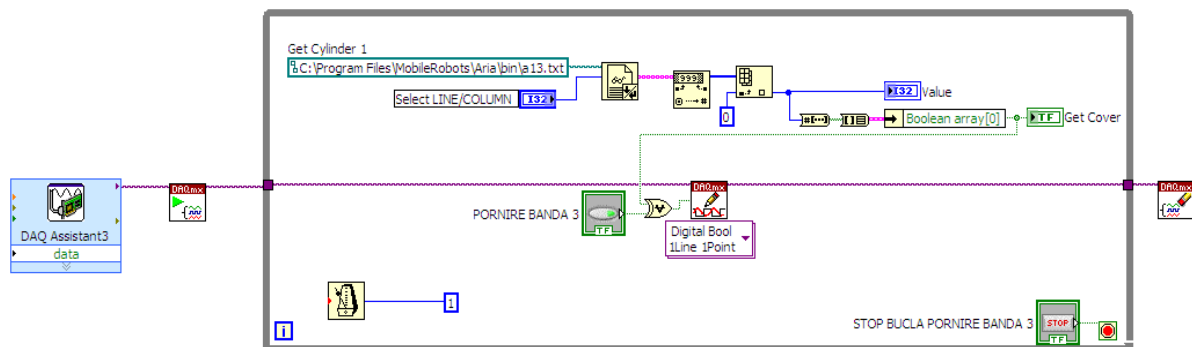 Get Cylinder 1
C:\Program Files\MobileRobots\Aria\bin\a13.txt
Select LINE/COLUMN I32
999
0
I32 Value
Boolean array[0]
TF Get Cover
DAQmx
DAQmx
DAQmx
PORNIRE BANDA 3
TF
Digital Bool
1Line 1Point
DAQ Assistant3
data
1
i
STOP BUCLA PORNIRE BANDA 3
STOP
TF